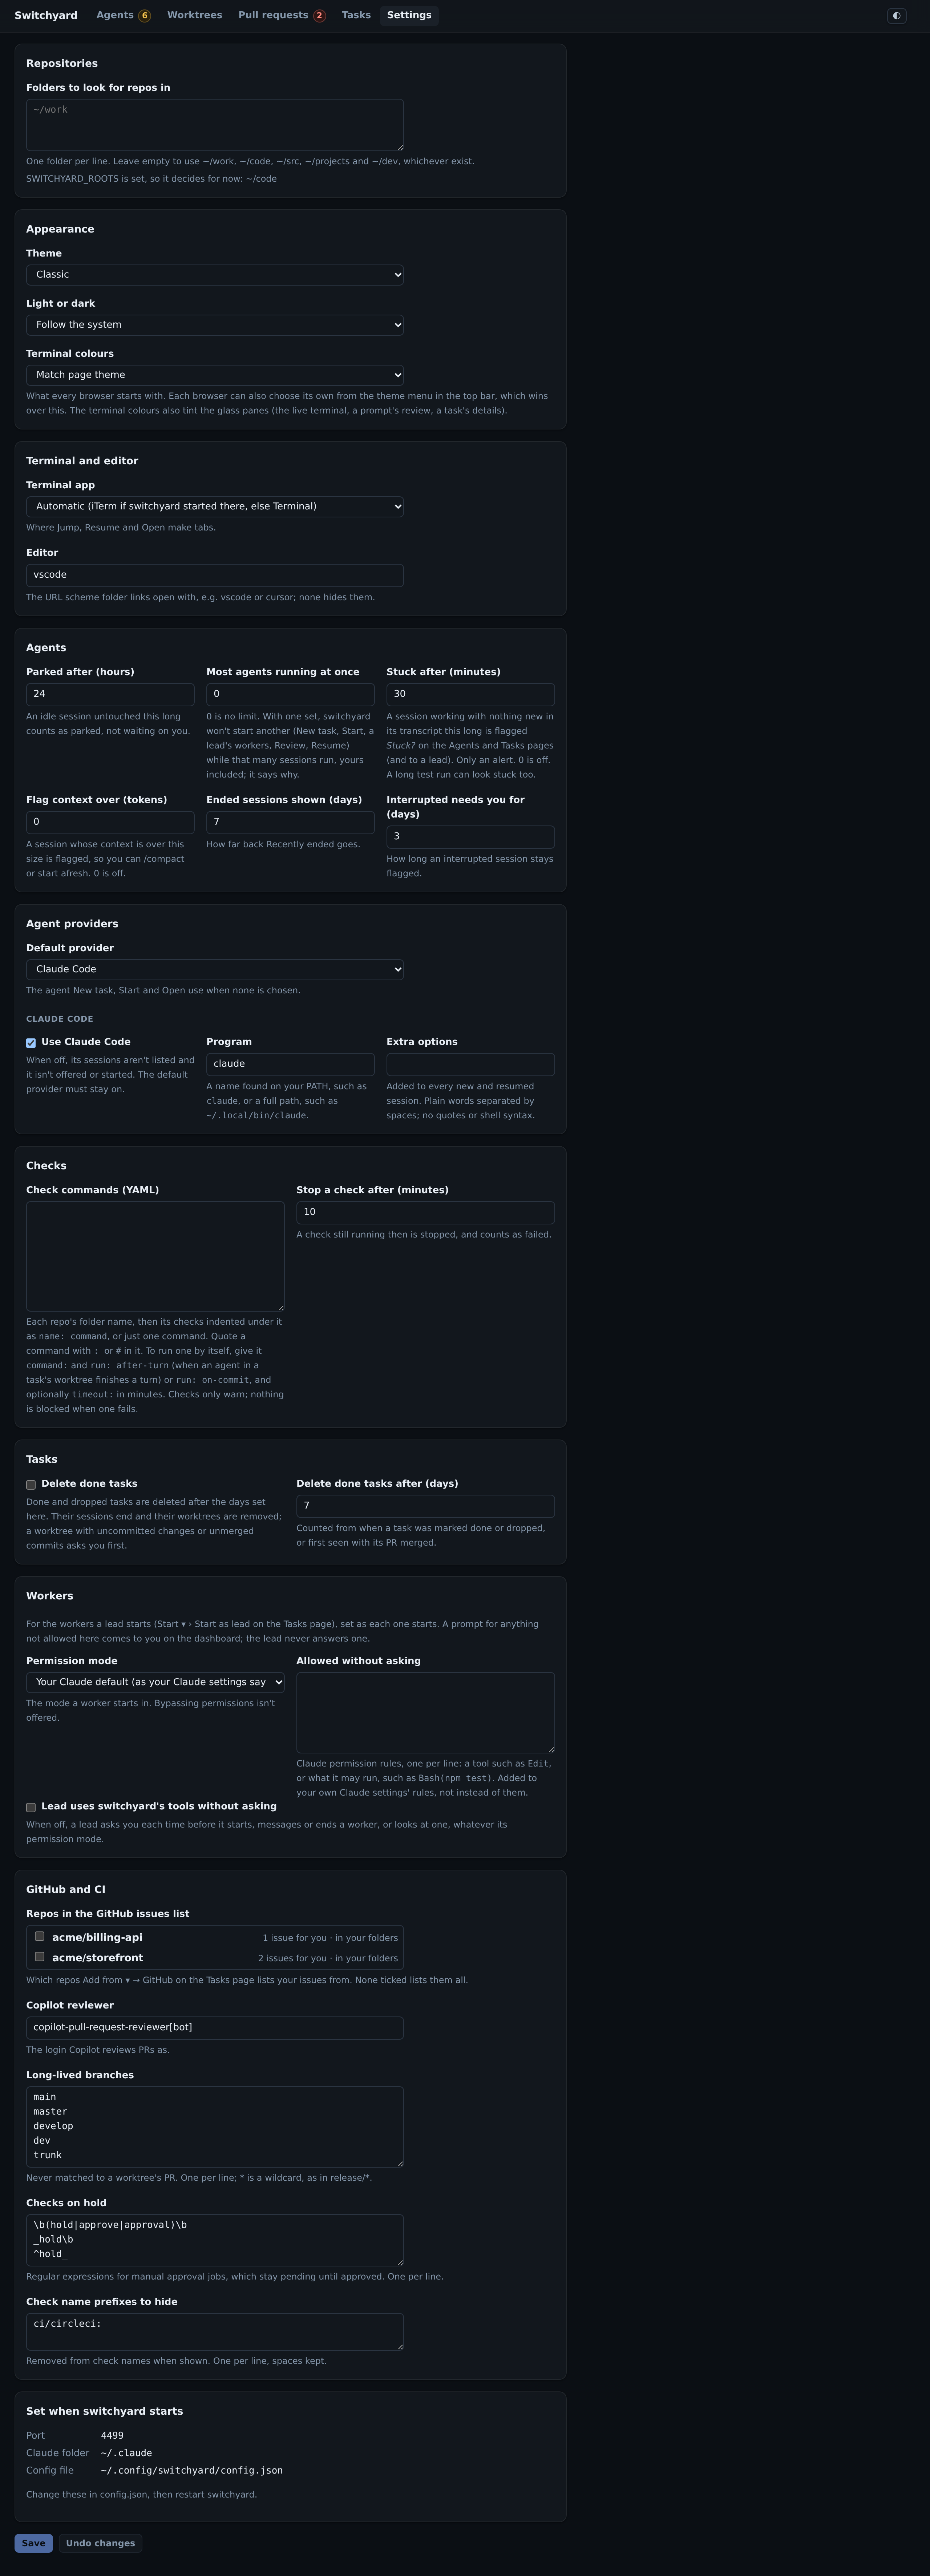 Switchyard Agents 6 Worktrees Pull requests 2 Tasks Settings
Repositories
Folders to look for repos in
~/work
One folder per line. Leave empty to use ~/work, ~/code, ~/src, ~/projects and ~/dev, whichever exist.
SWITCHYARD_ROOTS is set, so it decides for now: ~/code
Appearance
Theme
Classic
Light or dark
Follow the system
Terminal colours
Match page theme
What every browser starts with. Each browser can also choose its own from the theme menu in the top bar, which wins
over this. The terminal colours also tint the glass panes (the live terminal, a prompt's review, a task's details).
Terminal and editor
Terminal app
Automatic (iTerm if switchyard started there, else Terminal)
Where Jump, Resume and Open make tabs.
Editor
vscode
The URL scheme folder links open with, e.g. vscode or cursor; none hides them.
Agents
Parked after (hours)
24
An idle session untouched this long
counts as parked, not waiting on you.
Most agents running at once
0
0 is no limit. With one set, switchyard
won't start another (New task, Start, a
lead's workers, Review, Resume)
while that many sessions run, yours
included; it says why.
Stuck after (minutes)
30
A session working with nothing new in
its transcript this long is flagged
Stuck? on the Agents and Tasks pages
(and to a lead). Only an alert. 0 is off.
A long test run can look stuck too.
Flag context over (tokens)
0
A session whose context is over this
size is flagged, so you can /compact
or start afresh. 0 is off.
Ended sessions shown (days)
7
How far back Recently ended goes.
Interrupted needs you for
(days)
3
How long an interrupted session stays
flagged.
Agent providers
Default provider
Claude Code
The agent New task, Start and Open use when none is chosen.
CLAUDE CODE
Use Claude Code
When off, its sessions aren't listed and
it isn't offered or started. The default
provider must stay on.
Program
claude
A name found on your PATH, such as
claude, or a full path, such as
~/.local/bin/claude.
Extra options
Added to every new and resumed
session. Plain words separated by
spaces; no quotes or shell syntax.
Checks
Check commands (YAML)
Each repo's folder name, then its checks indented under it
as name: command, or just one command. Quote a
command with : or # in it. To run one by itself, give it
command: and run: after-turn (when an agent in a
task's worktree finishes a turn) or run: on-commit, and
optionally timeout: in minutes. Checks only warn; nothing
is blocked when one fails.
Stop a check after (minutes)
10
A check still running then is stopped, and counts as failed.
Tasks
Delete done tasks
Done and dropped tasks are deleted after the days set
here. Their sessions end and their worktrees are removed;
a worktree with uncommitted changes or unmerged
commits asks you first.
Delete done tasks after (days)
7
Counted from when a task was marked done or dropped,
or first seen with its PR merged.
Workers
For the workers a lead starts (Start ▾ › Start as lead on the Tasks page), set as each one starts. A prompt for anything
not allowed here comes to you on the dashboard; the lead never answers one.
Permission mode
Your Claude default (as your Claude settings say
The mode a worker starts in. Bypassing permissions isn't
offered.
Allowed without asking
Claude permission rules, one per line: a tool such as Edit,
or what it may run, such as Bash(npm test). Added to
your own Claude settings' rules, not instead of them.
Lead uses switchyard's tools without asking
When off, a lead asks you each time before it starts, messages or ends a worker, or looks at one, whatever its
permission mode.
GitHub and CI
Repos in the GitHub issues list
acme/billing-api 1 issue for you · in your folders
acme/storefront 2 issues for you · in your folders
Which repos Add from ▾ → GitHub on the Tasks page lists your issues from. None ticked lists them all.
Copilot reviewer
copilot-pull-request-reviewer[bot]
The login Copilot reviews PRs as.
Long-lived branches
main
master
develop
dev
trunk
Never matched to a worktree's PR. One per line; * is a wildcard, as in release/*.
Checks on hold
\b(hold|approve|approval)\b
_hold\b
^hold_
Regular expressions for manual approval jobs, which stay pending until approved. One per line.
Check name prefixes to hide
ci/circleci:
Removed from check names when shown. One per line, spaces kept.
Set when switchyard starts
Port 4499
Claude folder ~/.claude
Config file ~/.config/switchyard/config.json
Change these in config.json, then restart switchyard.
Save Undo changes